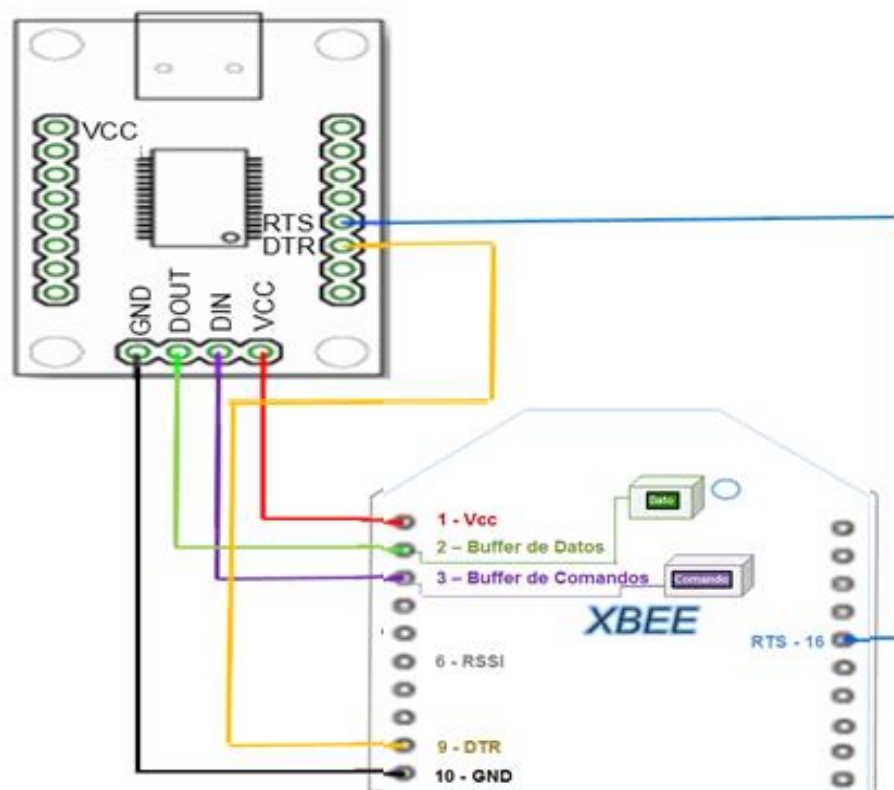 VCC
RTS
DTR
GND
DOUT
DIN
VCC
1 - Vcc
Dato
2 – Buffer de Datos
3 – Buffer de Comandos
Comando
XBEE
RTS - 16
6 - RSSI
9 - DTR
10 - GND